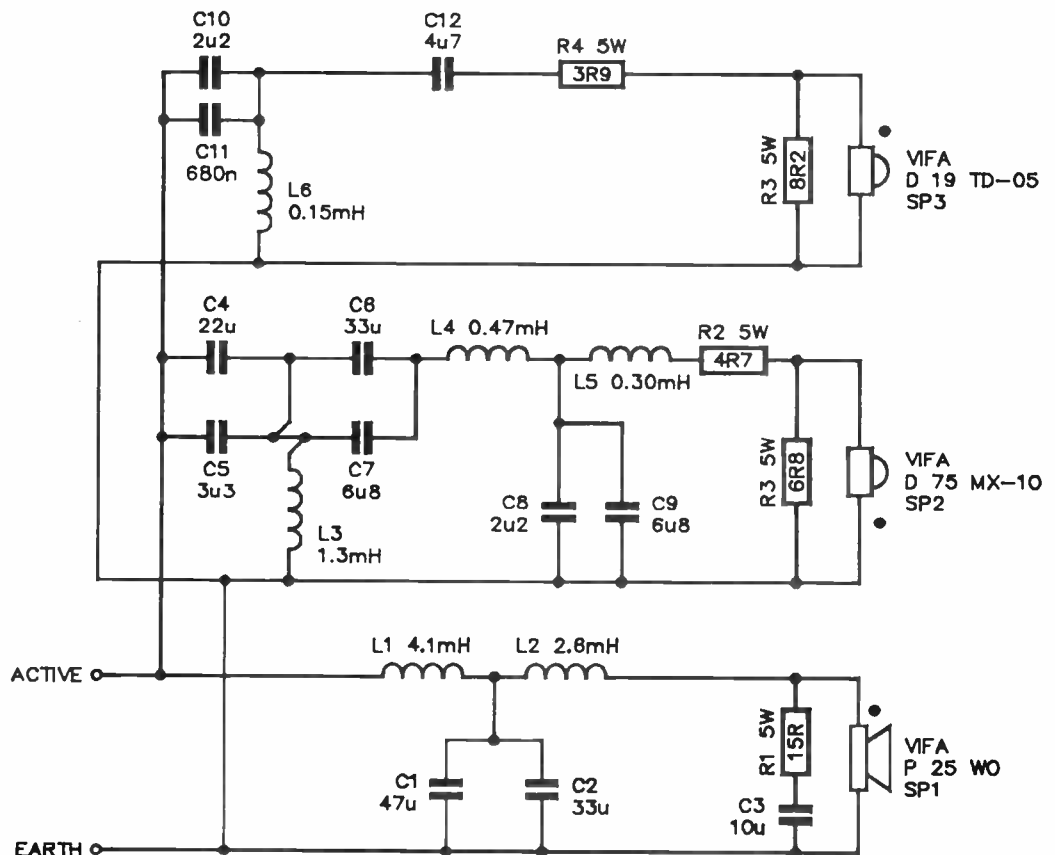 C10
2u2
C12
4u7
R4 5W
3R9
C11
680n
L6
0.15mH
R3 5W
8R2
VIFA
D 19 TD-05
SP3
C4
22u
C6
33u
L4 0.47mH
R2 5W
4R7
L5 0.30mH
C5
3u3
C7
6u8
L3
1.3mH
C8
2u2
C9
6u8
R3 5W
6R8
VIFA
D 75 MX-10
SP2
L1 4.1mH
L2 2.6mH
ACTIVE
R1 5W
15R
C1
47u
C2
33u
C3
10u
VIFA
P 25 WO
SP1
EARTH